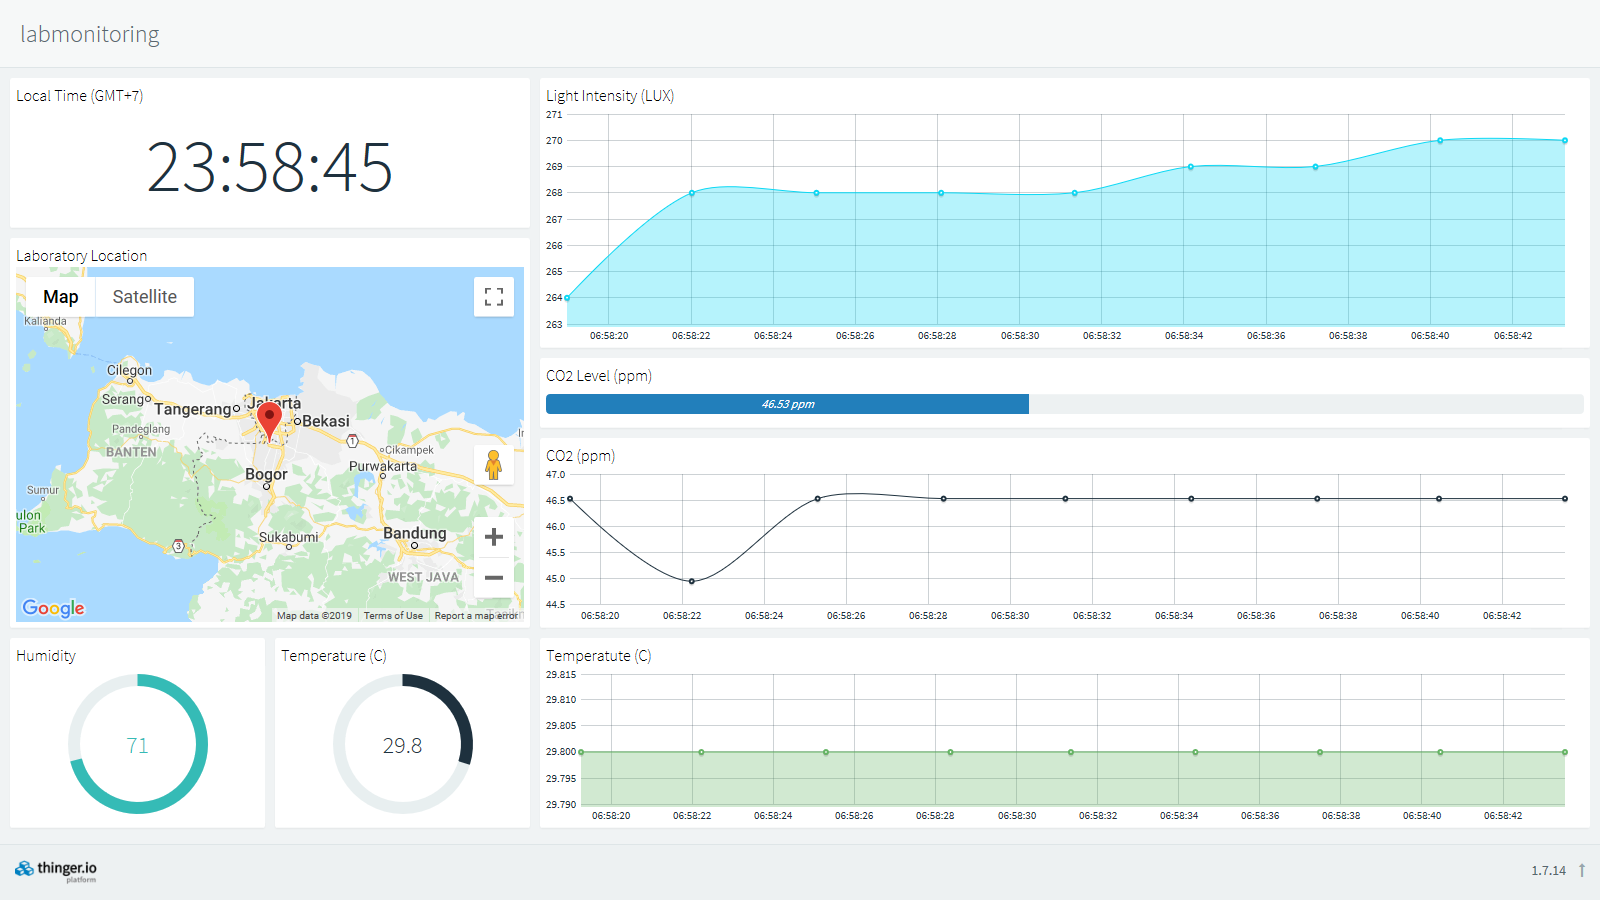 labmonitoring
Local Time (GMT+7)
23:58:45
Laboratory Location
Map
Satellite
Kalianda
Cilegon
Serang
Tangerang
Jakarta
Bekasi
Pandeglang
BANTEN
1
Cikampek
Purwakarta
Bogor
Sumur
ulon
Park
3
Sukabumi
Bandung
WEST JAVA
Google
Map data ©2019
Terms of Use
Report a map error
Humidity
71
Temperature (C)
29.8
Light Intensity (LUX)
271
270
269
268
267
266
265
264
263
06:58:20 06:58:22 06:58:24 06:58:26 06:58:28 06:58:30 06:58:32 06:58:34 06:58:36 06:58:38 06:58:40 06:58:42
CO2 Level (ppm)
46.53 ppm
CO2 (ppm)
47.0
46.5
46.0
45.5
45.0
44.5
06:58:20 06:58:22 06:58:24 06:58:26 06:58:28 06:58:30 06:58:32 06:58:34 06:58:36 06:58:38 06:58:40 06:58:42
Temperatute (C)
29.815
29.810
29.805
29.800
29.795
29.790
06:58:20 06:58:22 06:58:24 06:58:26 06:58:28 06:58:30 06:58:32 06:58:34 06:58:36 06:58:38 06:58:40 06:58:42
thinger.io
platform
1.7.14